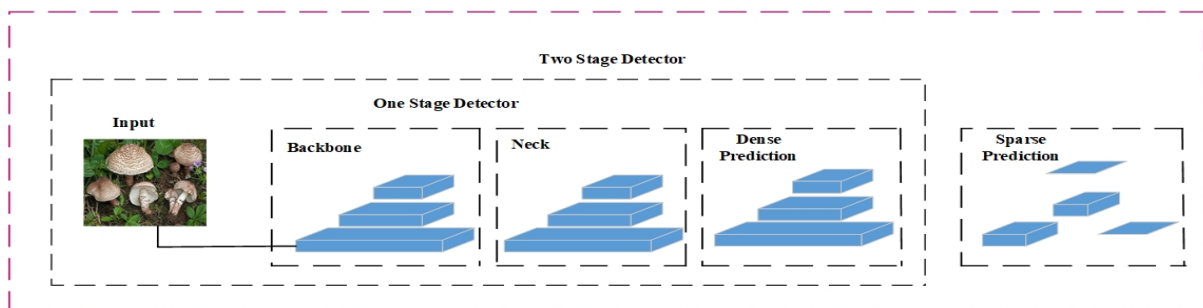 Two Stage Detector
One Stage Detector
Input
Backbone
Neck
Dense
Prediction
Sparse
Prediction